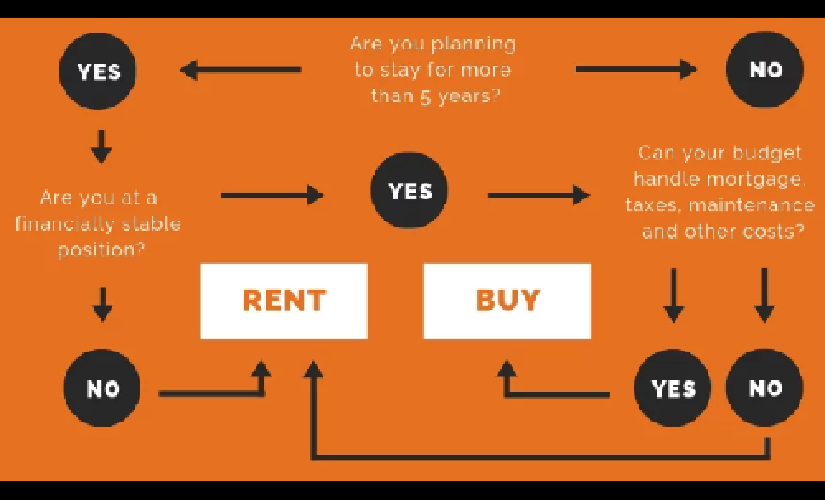 YES
Are you planning
to stay for more
than 5 years?
NO
Are you at a
financially stable
position?
YES
Can your budget
handle mortgage,
taxes, maintenance
and other costs?
RENT
BUY
NO
YES
NO